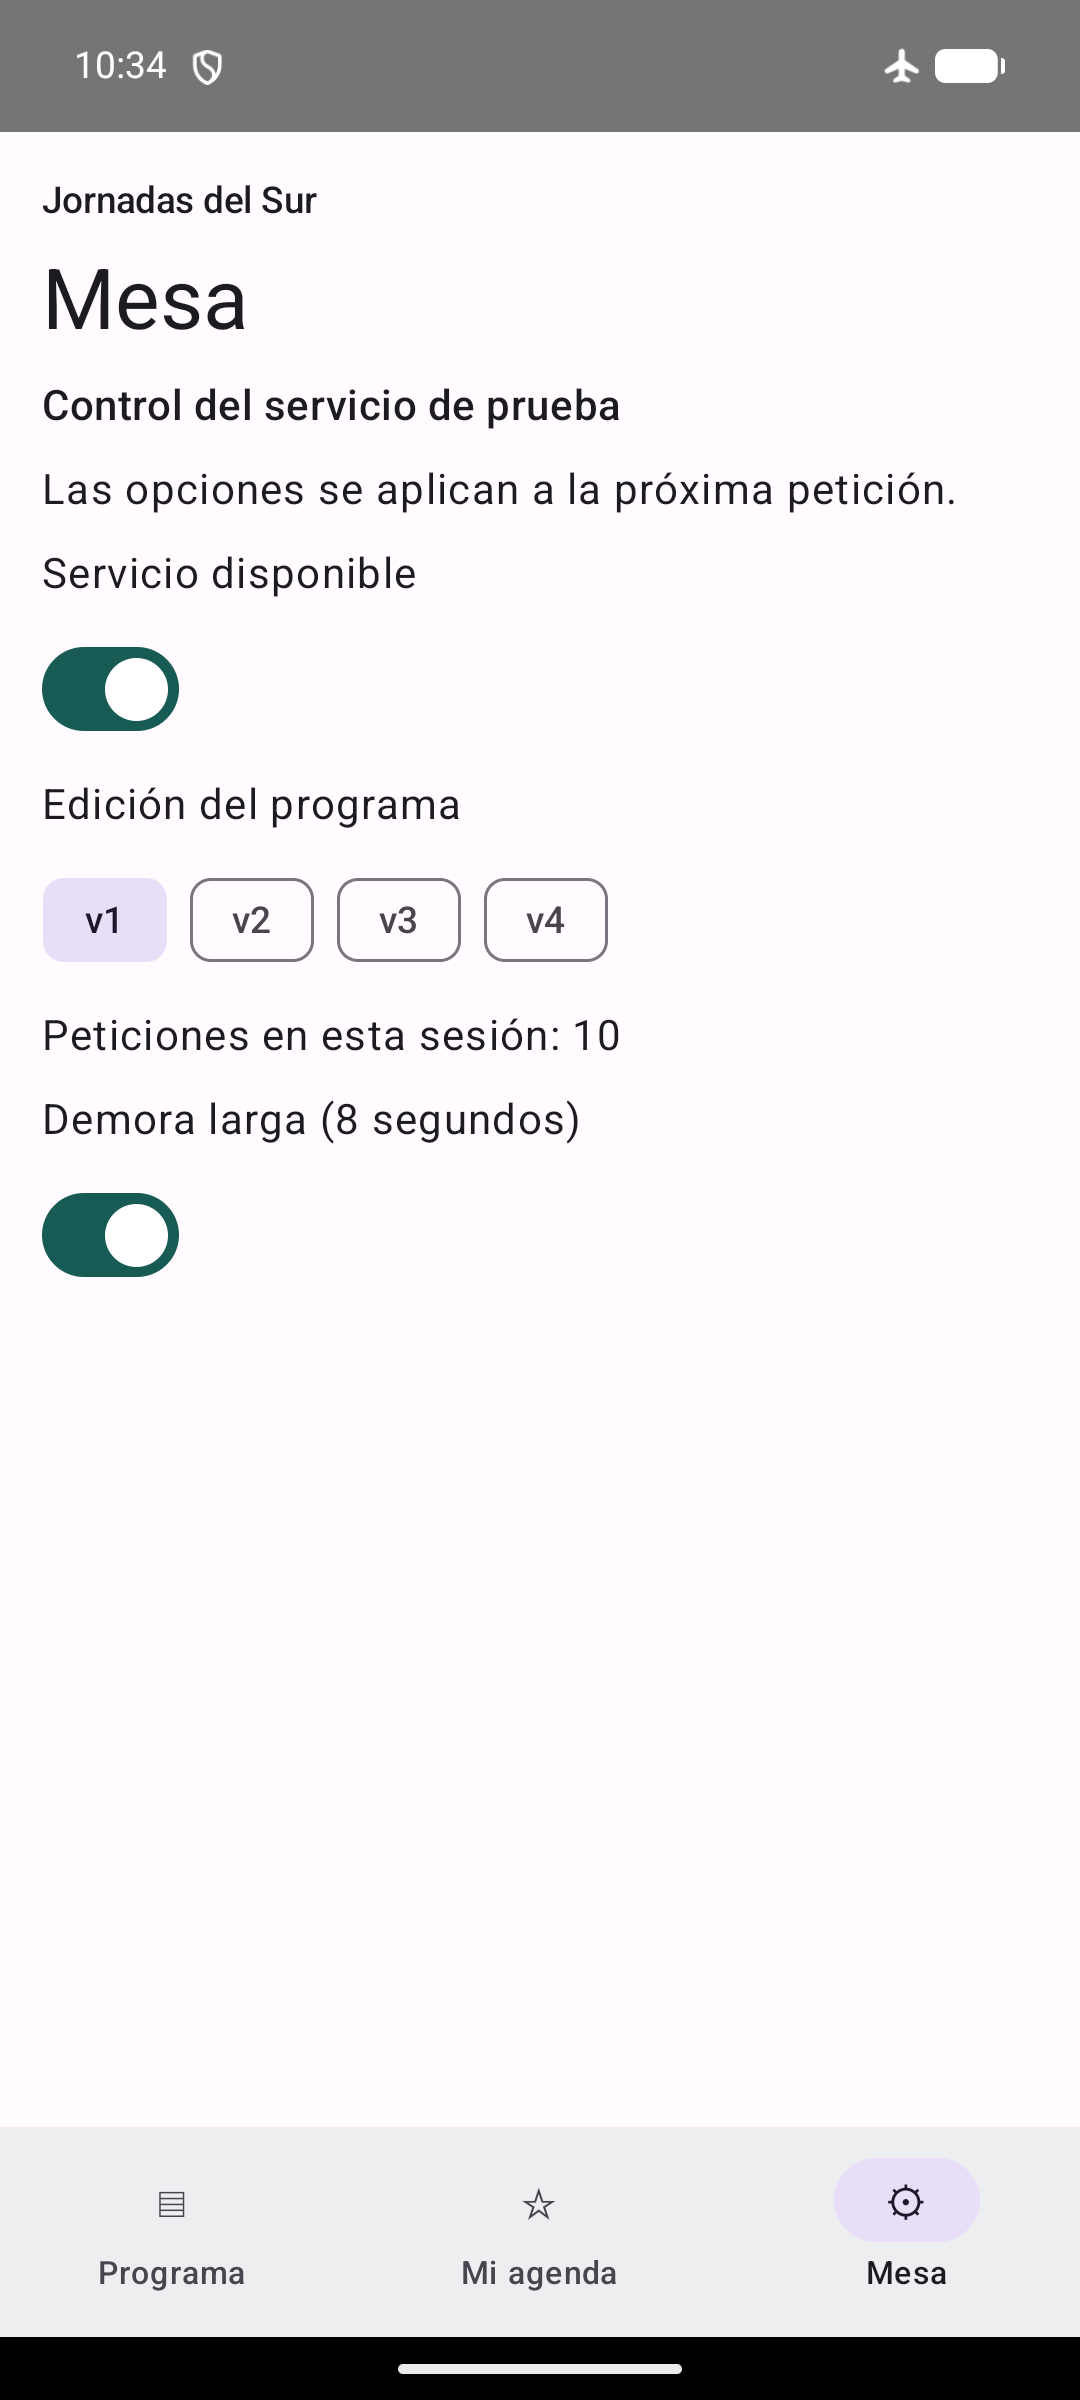 10:34
Jornadas del Sur
Mesa
Control del servicio de prueba
Las opciones se aplican a la próxima petición.
Servicio disponible
Edición del programa
v1 v2 v3 v4
Peticiones en esta sesión: 10
Demora larga (8 segundos)
Programa Mi agenda Mesa